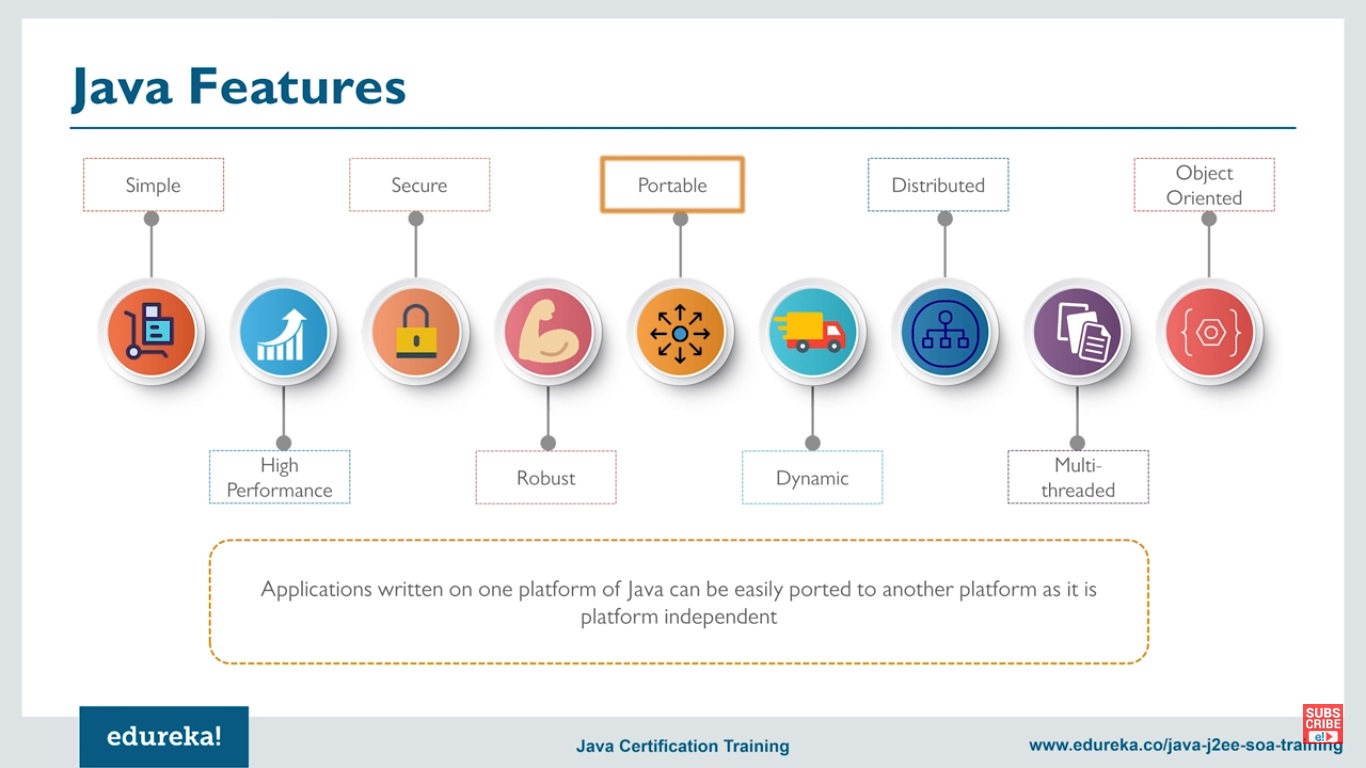 Java Features
Simple
Secure
Portable
Distributed
Object
Oriented
High
Performance
Robust
Dynamic
Multi-
threaded
Applications written on one platform of Java can be easily ported to another platform as it is
platform independent
edureka!
Java Certification Training
www.edureka.co/java-j2ee-soa-training
SUBS
CRIBE
e!